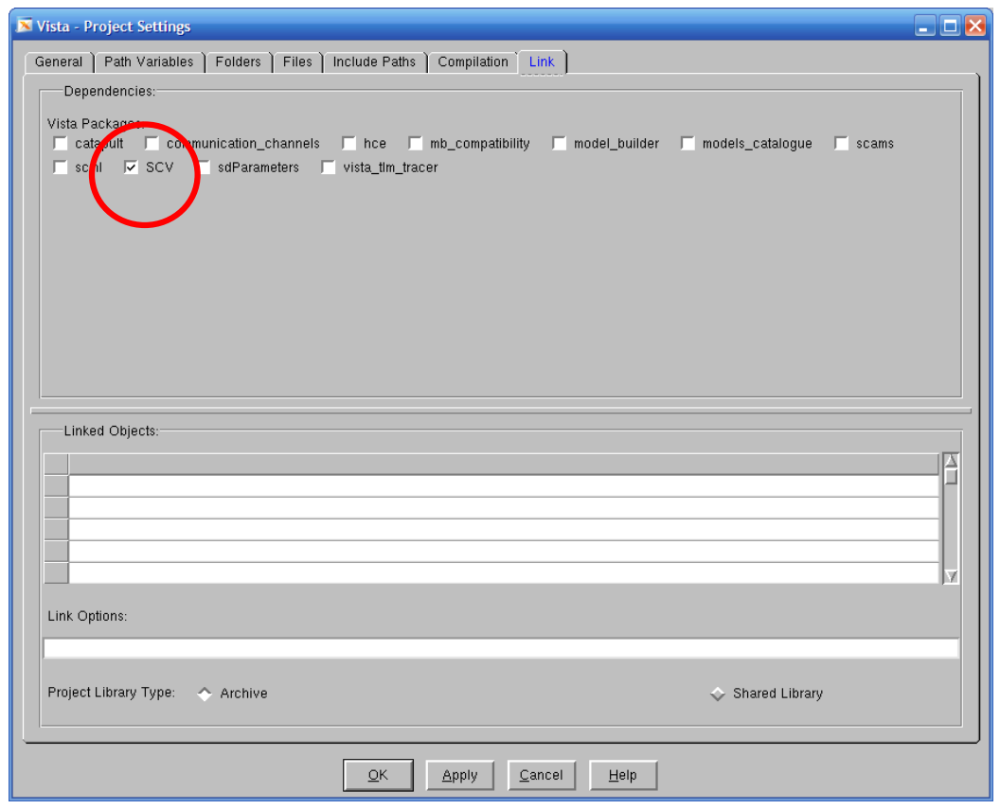 Vista - Project Settings
General Path Variables Folders Files Include Paths Compilation Link
Dependencies:
Vista Packages:
catapult communication_channels hce mb_compatibility model_builder models_catalogue scams
scml SCV sdParameters vista_tlm_tracer
Linked Objects:
Link Options:
Project Library Type: Archive Shared Library
OK Apply Cancel Help